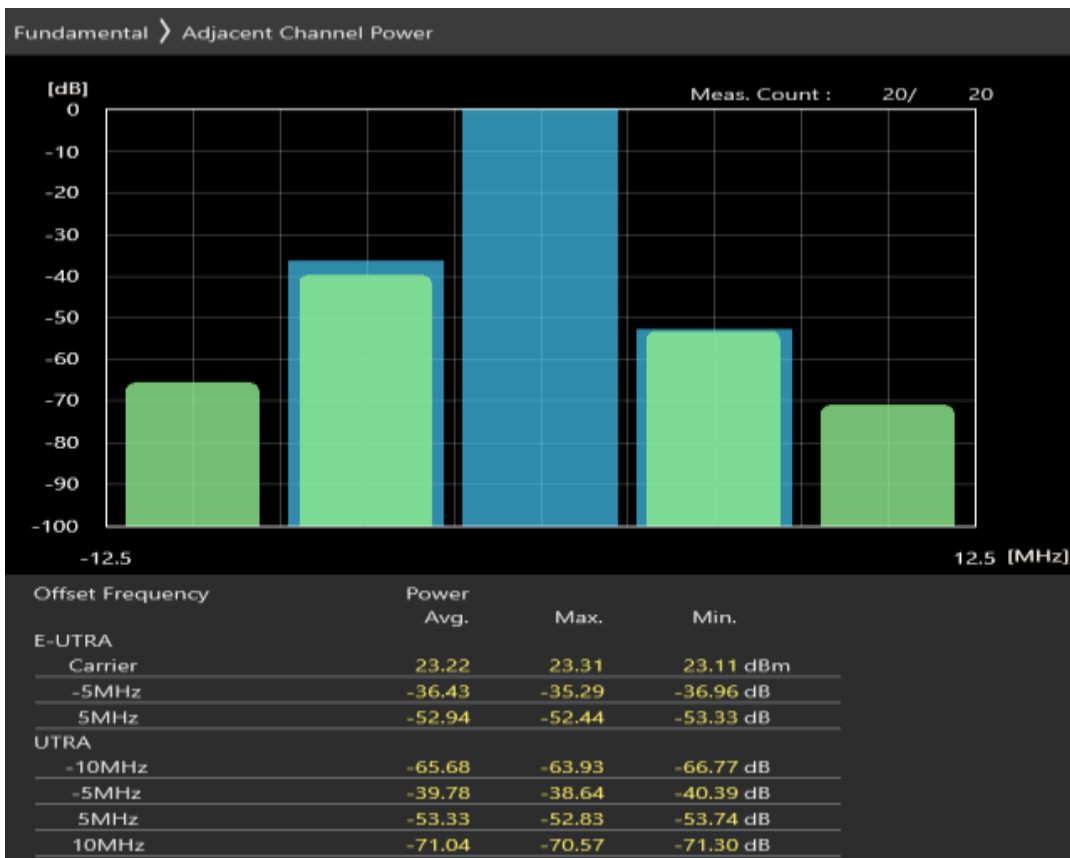 Fundamental 〉 Adjacent Channel Power
[dB]
Meas. Count : 20/ 20
0
-10
-20
-30
-40
-50
-60
-70
-80
-90
-100
-12.5 12.5 [MHz]
Offset Frequency Power
Avg. Max. Min.
E-UTRA
Carrier 23.22 23.31 23.11 dBm
-5MHz -36.43 -35.29 -36.96 dB
5MHz -52.94 -52.44 -53.33 dB
UTRA
-10MHz -65.68 -63.93 -66.77 dB
-5MHz -39.78 -38.64 -40.39 dB
5MHz -53.33 -52.83 -53.74 dB
10MHz -71.04 -70.57 -71.30 dB